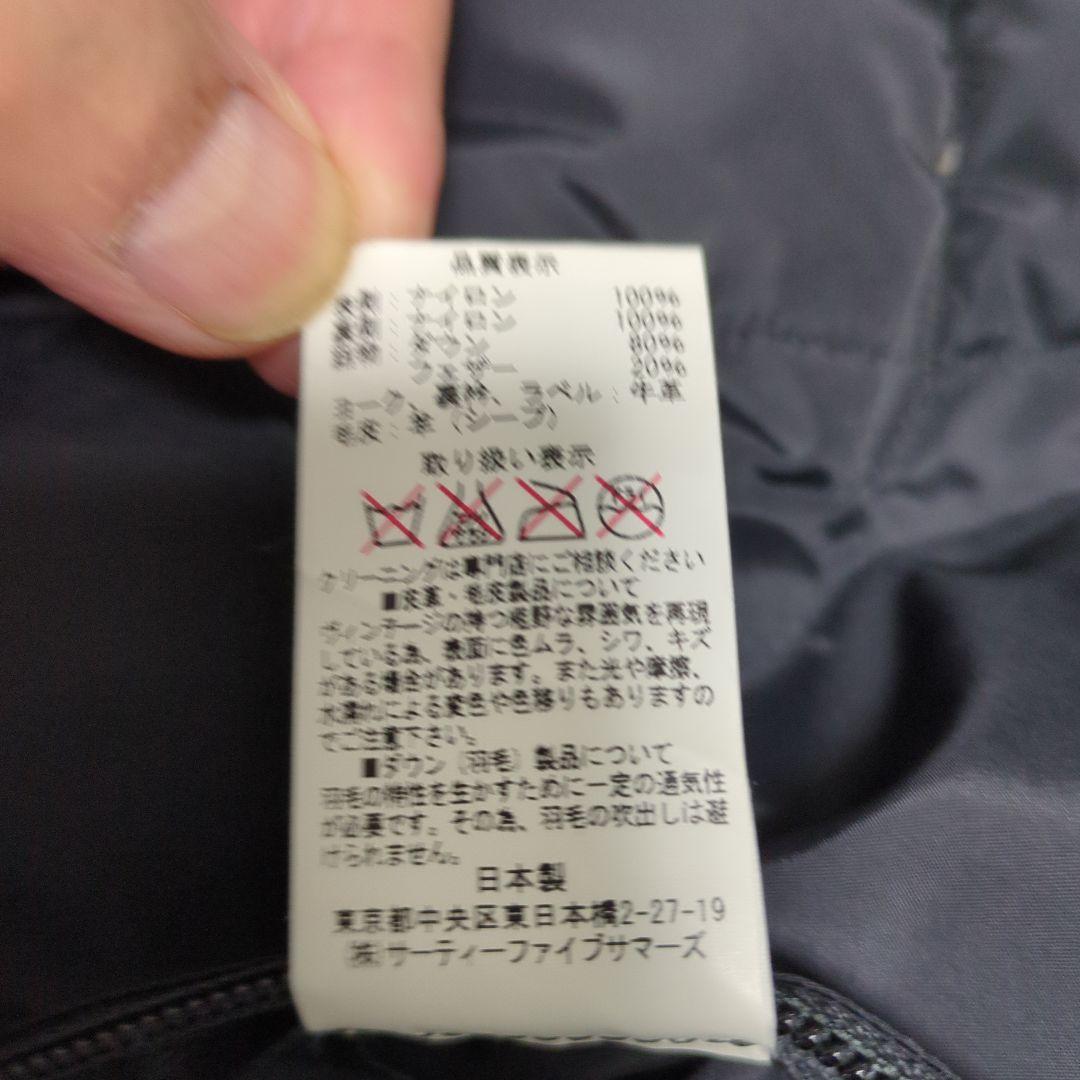 品質表示
表側：ナイロン 100%
裏側：ナイロン 100%
詰物：ダウン 80%
フェザー 20%
ヨーク、裏衿、ラベル：牛革
毛皮：羊（シープ）
取り扱い表示
クリーニングは専門店にご相談ください
■皮革・毛皮製品について
ヴィンテージの持つ粗野な雰囲気を再現
している為、表面に色ムラ、シワ、キズ
がある場合があります。また光や摩擦、
水濡れによる変色や色移りもありますの
でご注意下さい。
■ダウン（羽毛）製品について
羽毛の特性を生かすために一定の通気性
が必要です。その為、羽毛の吹出しは避
けられません。
日本製
東京都中央区東日本橋2-27-19
（株）サーティーファイブサマーズ